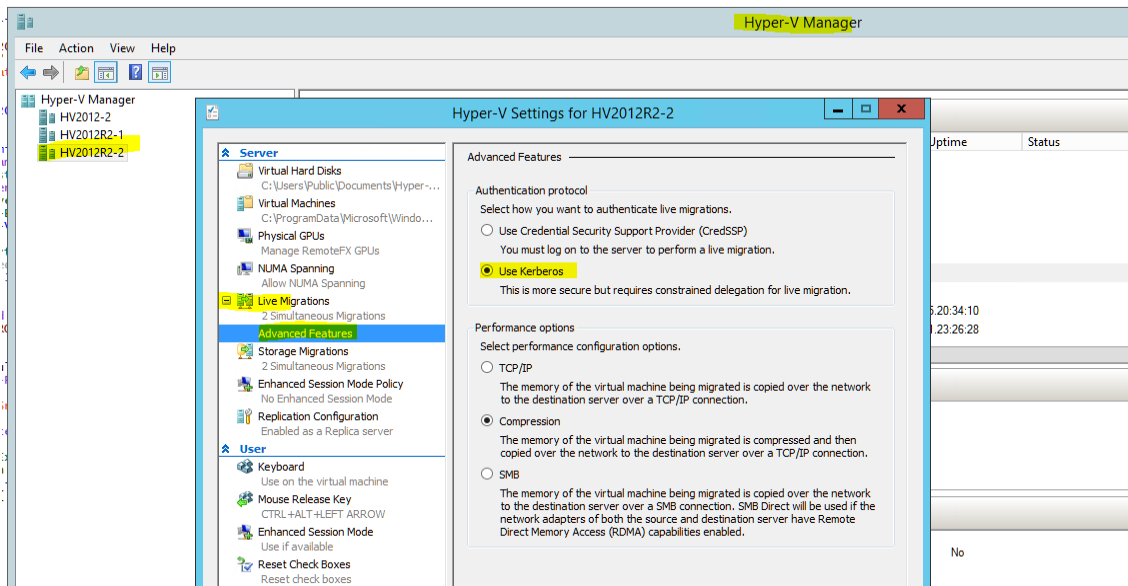 Hyper-V Manager
File Action View Help
Hyper-V Manager
HV2012-2
HV2012R2-1
HV2012R2-2
Hyper-V Settings for HV2012R2-2
Server
Virtual Hard Disks
C:\Users\Public\Documents\Hyper-...
Virtual Machines
C:\ProgramData\Microsoft\Windo...
Physical GPUs
Manage RemoteFX GPUs
NUMA Spanning
Allow NUMA Spanning
Live Migrations
2 Simultaneous Migrations
Advanced Features
Storage Migrations
2 Simultaneous Migrations
Enhanced Session Mode Policy
No Enhanced Session Mode
Replication Configuration
Enabled as a Replica server
User
Keyboard
Use on the virtual machine
Mouse Release Key
CTRL+ALT+LEFT ARROW
Enhanced Session Mode
Use if available
Reset Check Boxes
Reset check boxes
Advanced Features
Authentication protocol
Select how you want to authenticate live migrations.
Use Credential Security Support Provider (CredSSP)
You must log on to the server to perform a live migration.
Use Kerberos
This is more secure but requires constrained delegation for live migration.
Performance options
Select performance configuration options.
TCP/IP
The memory of the virtual machine being migrated is copied over the network
to the destination server over a TCP/IP connection.
Compression
The memory of the virtual machine being migrated is compressed and then
copied over the network to the destination server over a TCP/IP connection.
SMB
The memory of the virtual machine being migrated is copied over the network
to the destination server over a SMB connection. SMB Direct will be used if the
network adapters of both the source and destination server have Remote
Direct Memory Access (RDMA) capabilities enabled.
Uptime Status
.20:34:10
.23:26:28
No